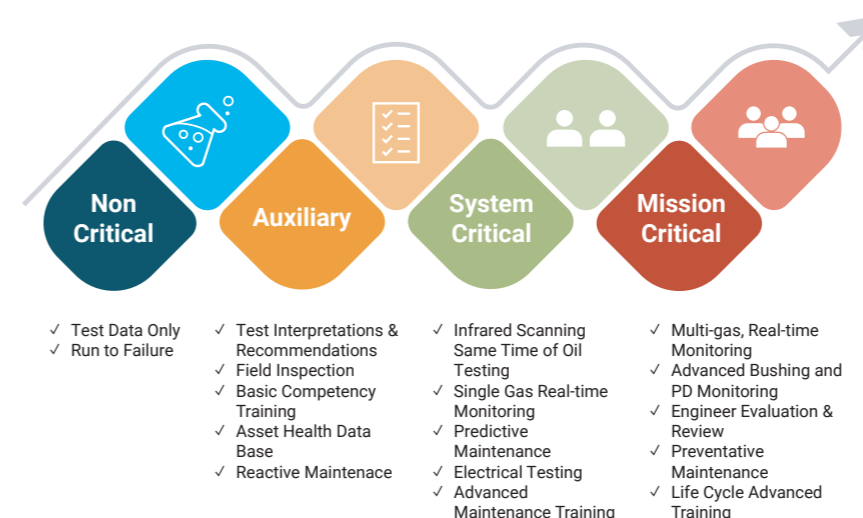 Non
Critical
Auxiliary
System
Critical
Mission
Critical
✓ Test Data Only
✓ Run to Failure
✓ Test Interpretations &
Recommendations
✓ Field Inspection
✓ Basic Competency
Training
✓ Asset Health Data
Base
✓ Reactive Maintenace
✓ Infrared Scanning
Same Time of Oil
Testing
✓ Single Gas Real-time
Monitoring
✓ Predictive
Maintenance
✓ Electrical Testing
✓ Advanced
Maintenance Training
✓ Multi-gas, Real-time
Monitoring
✓ Advanced Bushing and
PD Monitoring
✓ Engineer Evaluation &
Review
✓ Preventative
Maintenance
✓ Life Cycle Advanced
Training